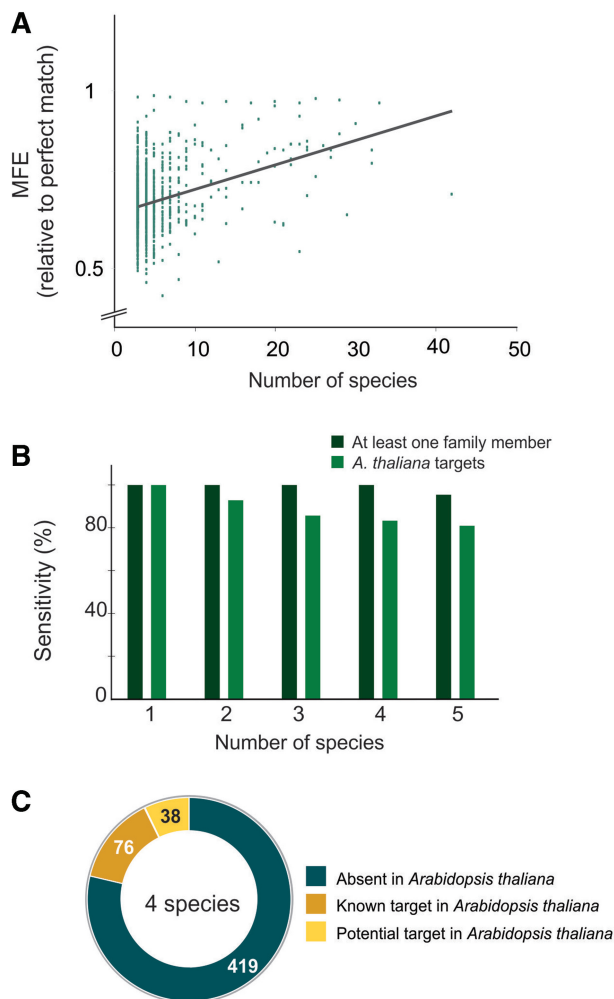 A
MFE
(relative to perfect match)
1
0.5
0
10
20
30
40
50
Number of species
B
At least one family member
A. thaliana targets
Sensitivity (%)
80
40
0
1
2
3
4
5
Number of species
C
38
76
4 species
419
Absent in Arabidopsis thaliana
Known target in Arabidopsis thaliana
Potential target in Arabidopsis thaliana